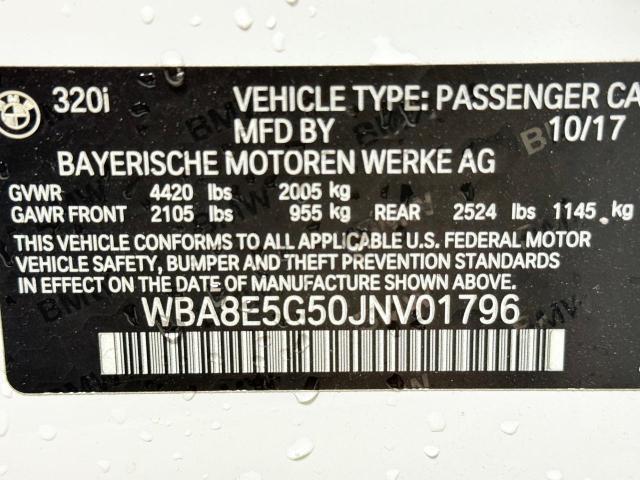 BMW 320i VEHICLE TYPE: PASSENGER CA
MFD BY 10/17
BAYERISCHE MOTOREN WERKE AG
GVWR 4420 lbs 2005 kg
GAWR FRONT 2105 lbs 955 kg REAR 2524 lbs 1145 kg
THIS VEHICLE CONFORMS TO ALL APPLICABLE U.S. FEDERAL MOTOR
VEHICLE SAFETY, BUMPER AND THEFT PREVENTION STANDARDS
IN EFFECT ON THE DATE OF MANUFACTURE SHOWN ABOVE.
WBA8E5G50JNV01796